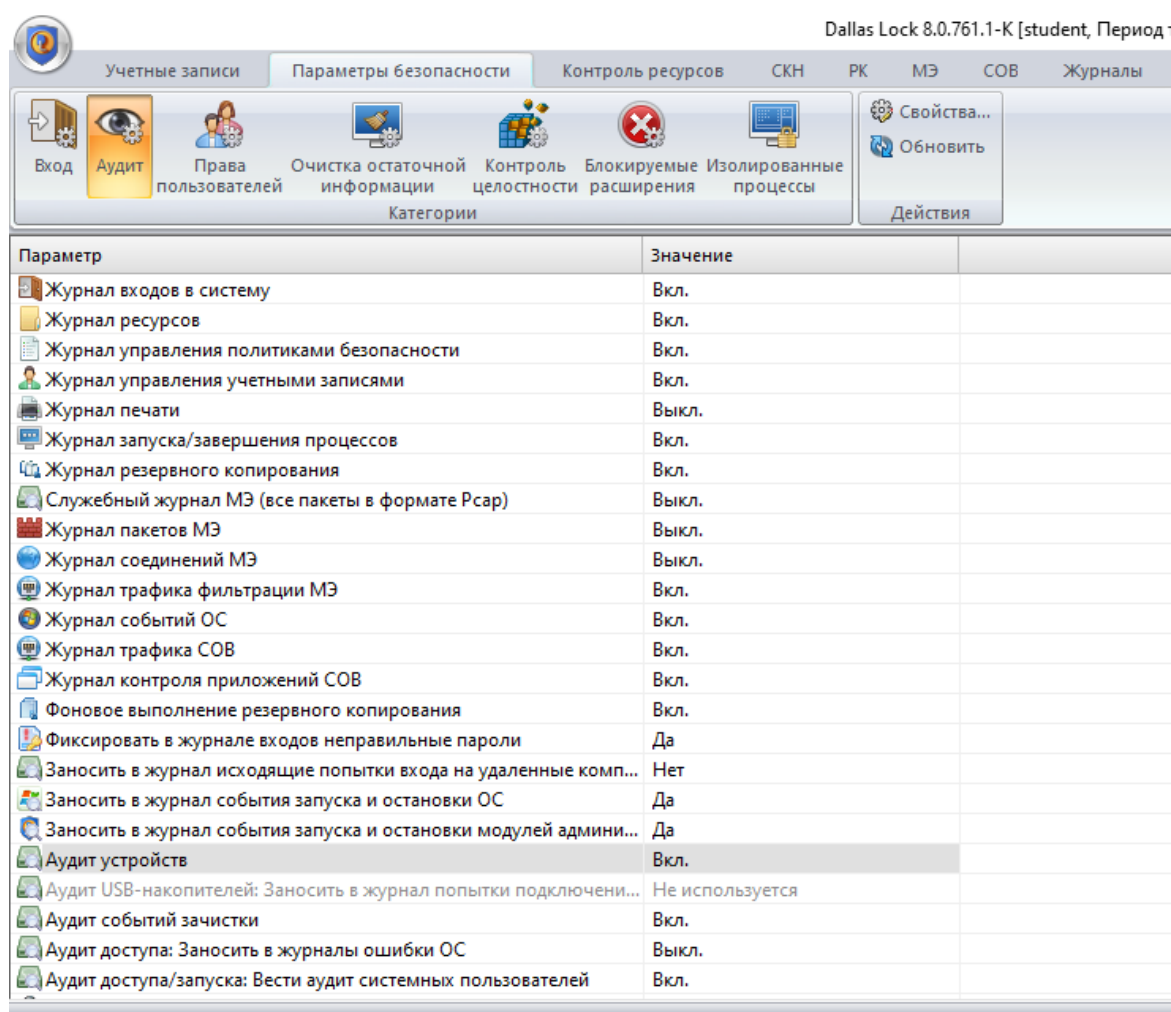 Dallas Lock 8.0.761.1-K [student, Период
Учетные записи Параметры безопасности Контроль ресурсов СКН РК МЭ СОВ Журналы
Вход Аудит Права пользователей Очистка остаточной информации Контроль целостности Блокируемые расширения Изолированные процессы
Свойства...
Обновить
Категории Действия
Параметр Значение
Журнал входов в систему Вкл.
Журнал ресурсов Вкл.
Журнал управления политиками безопасности Вкл.
Журнал управления учетными записями Вкл.
Журнал печати Выкл.
Журнал запуска/завершения процессов Вкл.
Журнал резервного копирования Вкл.
Служебный журнал МЭ (все пакеты в формате Pcap) Выкл.
Журнал пакетов МЭ Выкл.
Журнал соединений МЭ Выкл.
Журнал трафика фильтрации МЭ Вкл.
Журнал событий ОС Вкл.
Журнал трафика СОВ Вкл.
Журнал контроля приложений СОВ Вкл.
Фоновое выполнение резервного копирования Вкл.
Фиксировать в журнале входов неправильные пароли Да
Заносить в журнал исходящие попытки входа на удаленные комп... Нет
Заносить в журнал события запуска и остановки ОС Да
Заносить в журнал события запуска и остановки модулей админи... Да
Аудит устройств Вкл.
Аудит USB-накопителей: Заносить в журнал попытки подключени... Не используется
Аудит событий зачистки Вкл.
Аудит доступа: Заносить в журналы ошибки ОС Выкл.
Аудит доступа/запуска: Вести аудит системных пользователей Вкл.